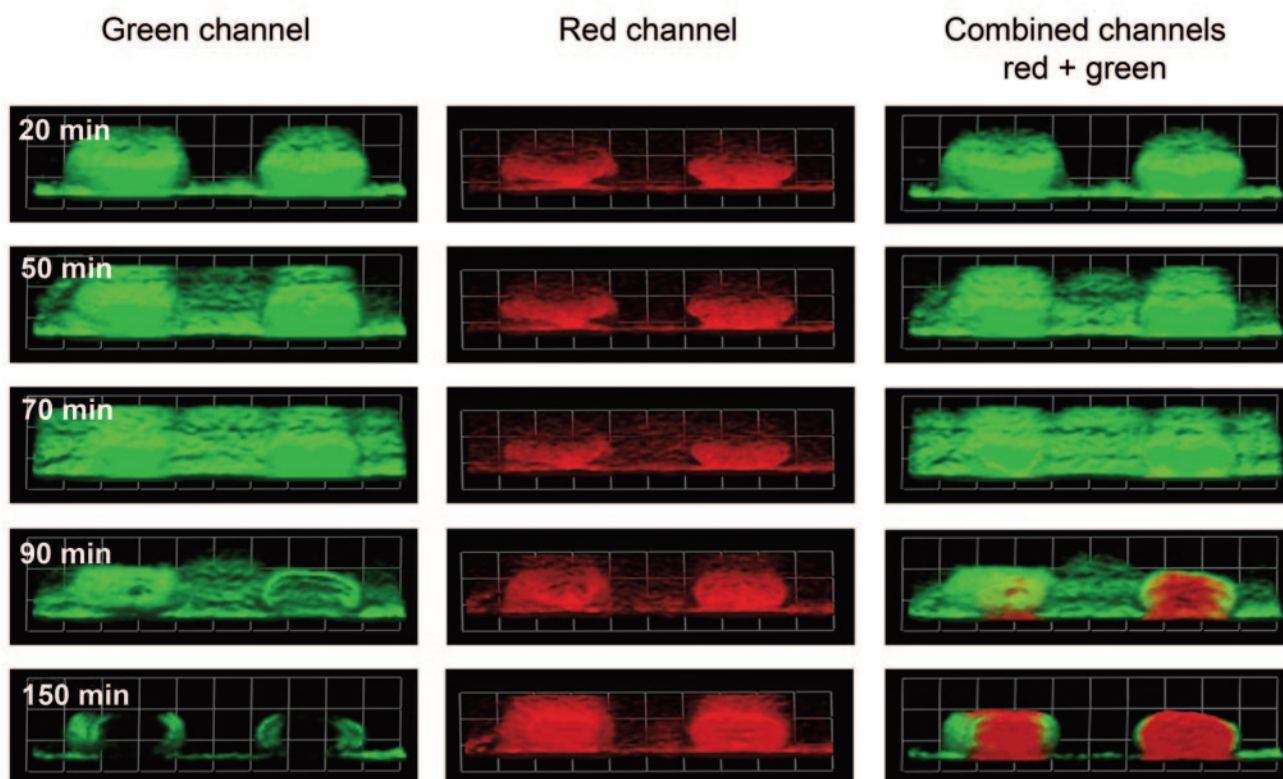 Green channel
Red channel
Combined channels
red + green
20 min
50 min
70 min
90 min
150 min